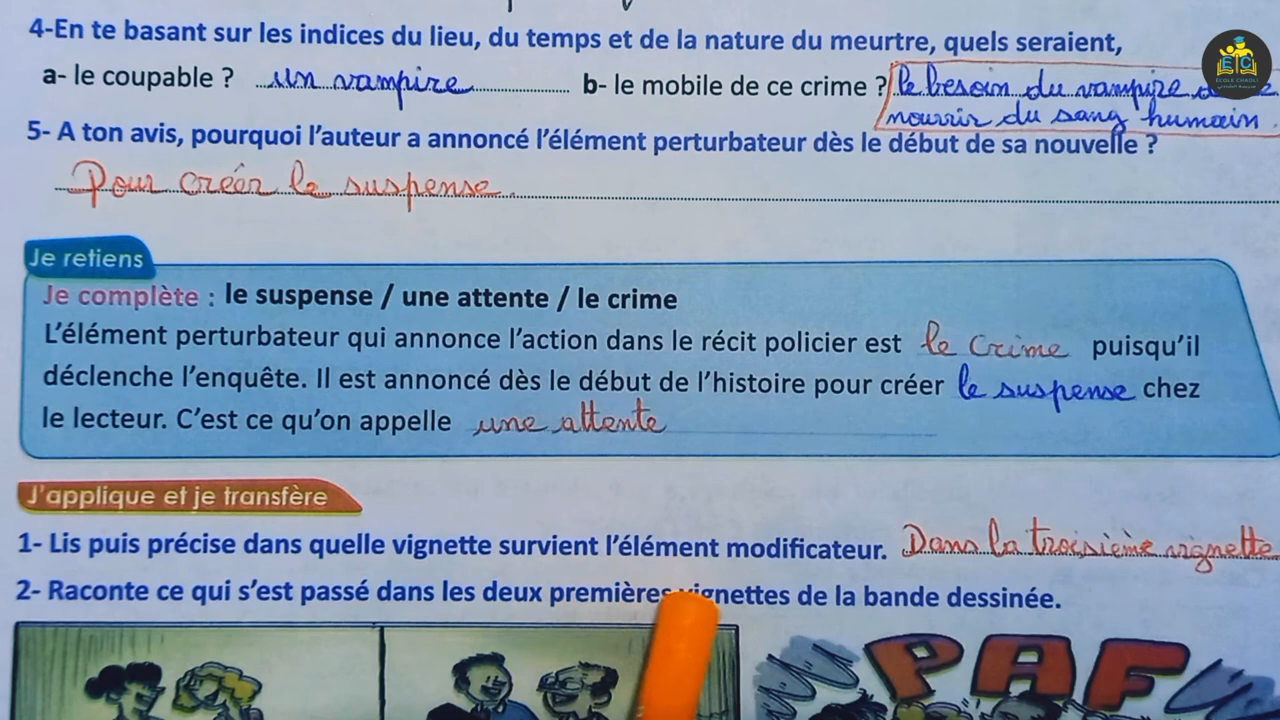 4-En te basant sur les indices du lieu, du temps et de la nature du meurtre, quels seraient,
a- le coupable ? un vampire b- le mobile de ce crime ? le besoin du vampire
nourrir du sang humain.
5- A ton avis, pourquoi l'auteur a annoncé l'élément perturbateur dès le début de sa nouvelle ?
Pour créer le suspense.
Je retiens
Je complète : le suspense / une attente / le crime
L'élément perturbateur qui annonce l'action dans le récit policier est le crime puisqu'il
déclenche l'enquête. Il est annoncé dès le début de l'histoire pour créer le suspense chez
le lecteur. C'est ce qu'on appelle une attente
J'applique et je transfère
1- Lis puis précise dans quelle vignette survient l'élément modificateur. Dans la troisième vignette
2- Raconte ce qui s'est passé dans les deux premières vignettes de la bande dessinée.
PAF
EC
ECOLE CHADLI